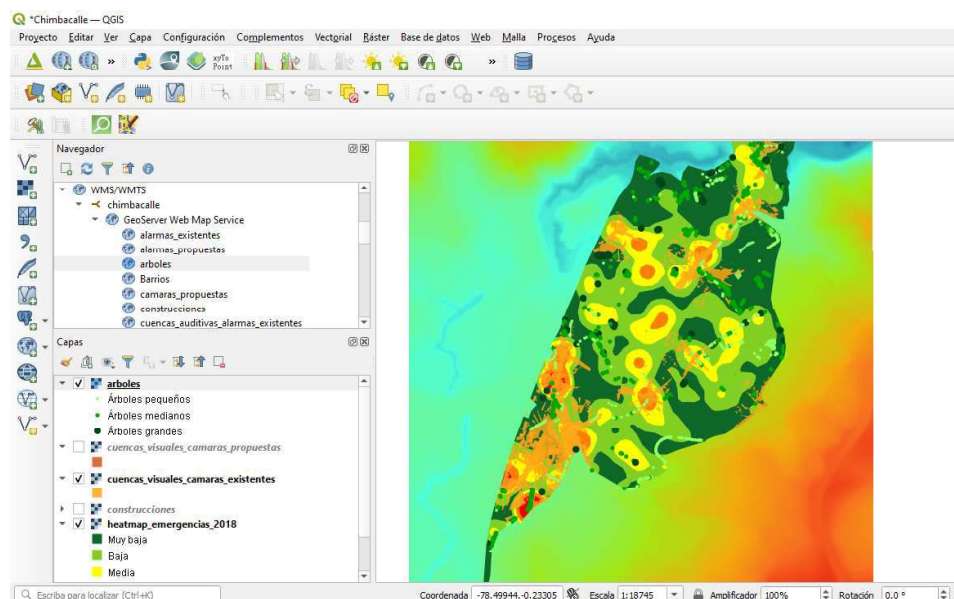 *Chimbacalle — QGIS
Proyecto Editar Ver Capa Configuración Complementos Vectorial Ráster Base de datos Web Malla Procesos Ayuda
xyTo
Point
Navegador
WMS/WMTS
chimbacalle
GeoServer Web Map Service
alarmas_existentes
alarmas_propuestas
arboles
Barrios
camaras_propuestas
construcciones
cuencas_auditivas_alarmas_existentes
Capas
arboles
Árboles pequeños
Árboles medianos
Árboles grandes
cuencas_visuales_camaras_propuestas
cuencas_visuales_camaras_existentes
construcciones
heatmap_emergencias_2018
Muy baja
Baja
Media
Escriba para localizar (Ctrl+K)
Coordenada -78.49944,-0.23305 Escala 1:18745 Amplificador 100% Rotación 0,0 °